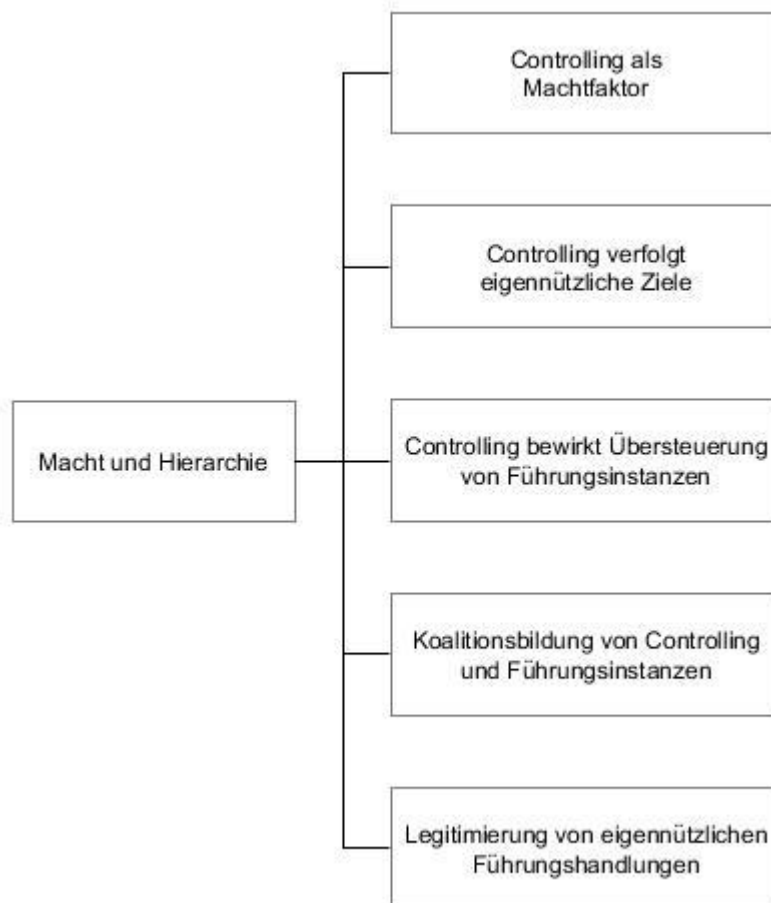 Controlling als
Machtfaktor
Controlling verfolgt
eigennützliche Ziele
Macht und Hierarchie
Controlling bewirkt Übersteuerung
von Führungsinstanzen
Koalitionsbildung von Controlling
und Führungsinstanzen
Legitimierung von eigennützlichen
Führungshandlungen